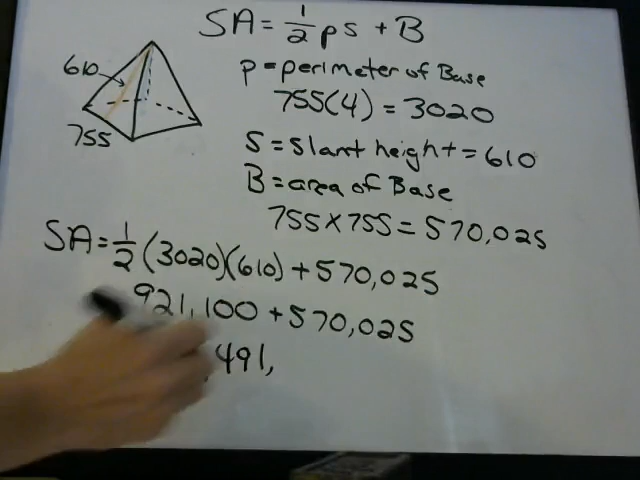 SA = 1/2 ps + B
610
755
p = perimeter of Base
755(4) = 3020
s = slant height = 610
B = area of Base
755 x 755 = 570,025
SA = 1/2 (3020)(610) + 570,025
921,100 + 570,025
,491,